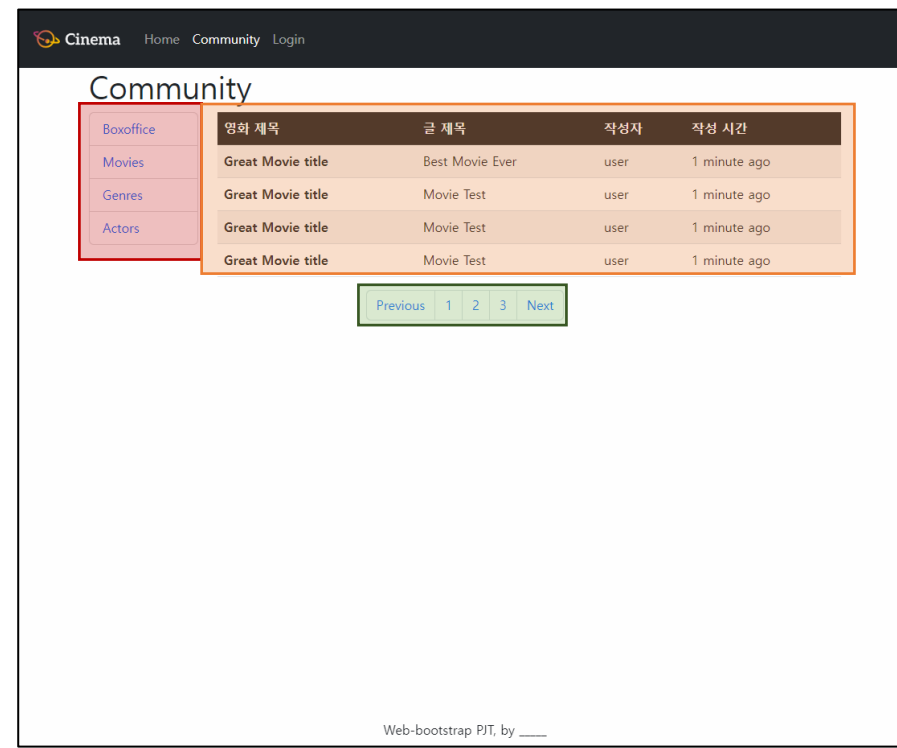 Cinema Home Community Login
Community
Boxoffice
Movies
Genres
Actors
영화 제목 글 제목 작성자 작성 시간
Great Movie title Best Movie Ever user 1 minute ago
Great Movie title Movie Test user 1 minute ago
Great Movie title Movie Test user 1 minute ago
Great Movie title Movie Test user 1 minute ago
Previous 1 2 3 Next
Web-bootstrap PJT, by _____